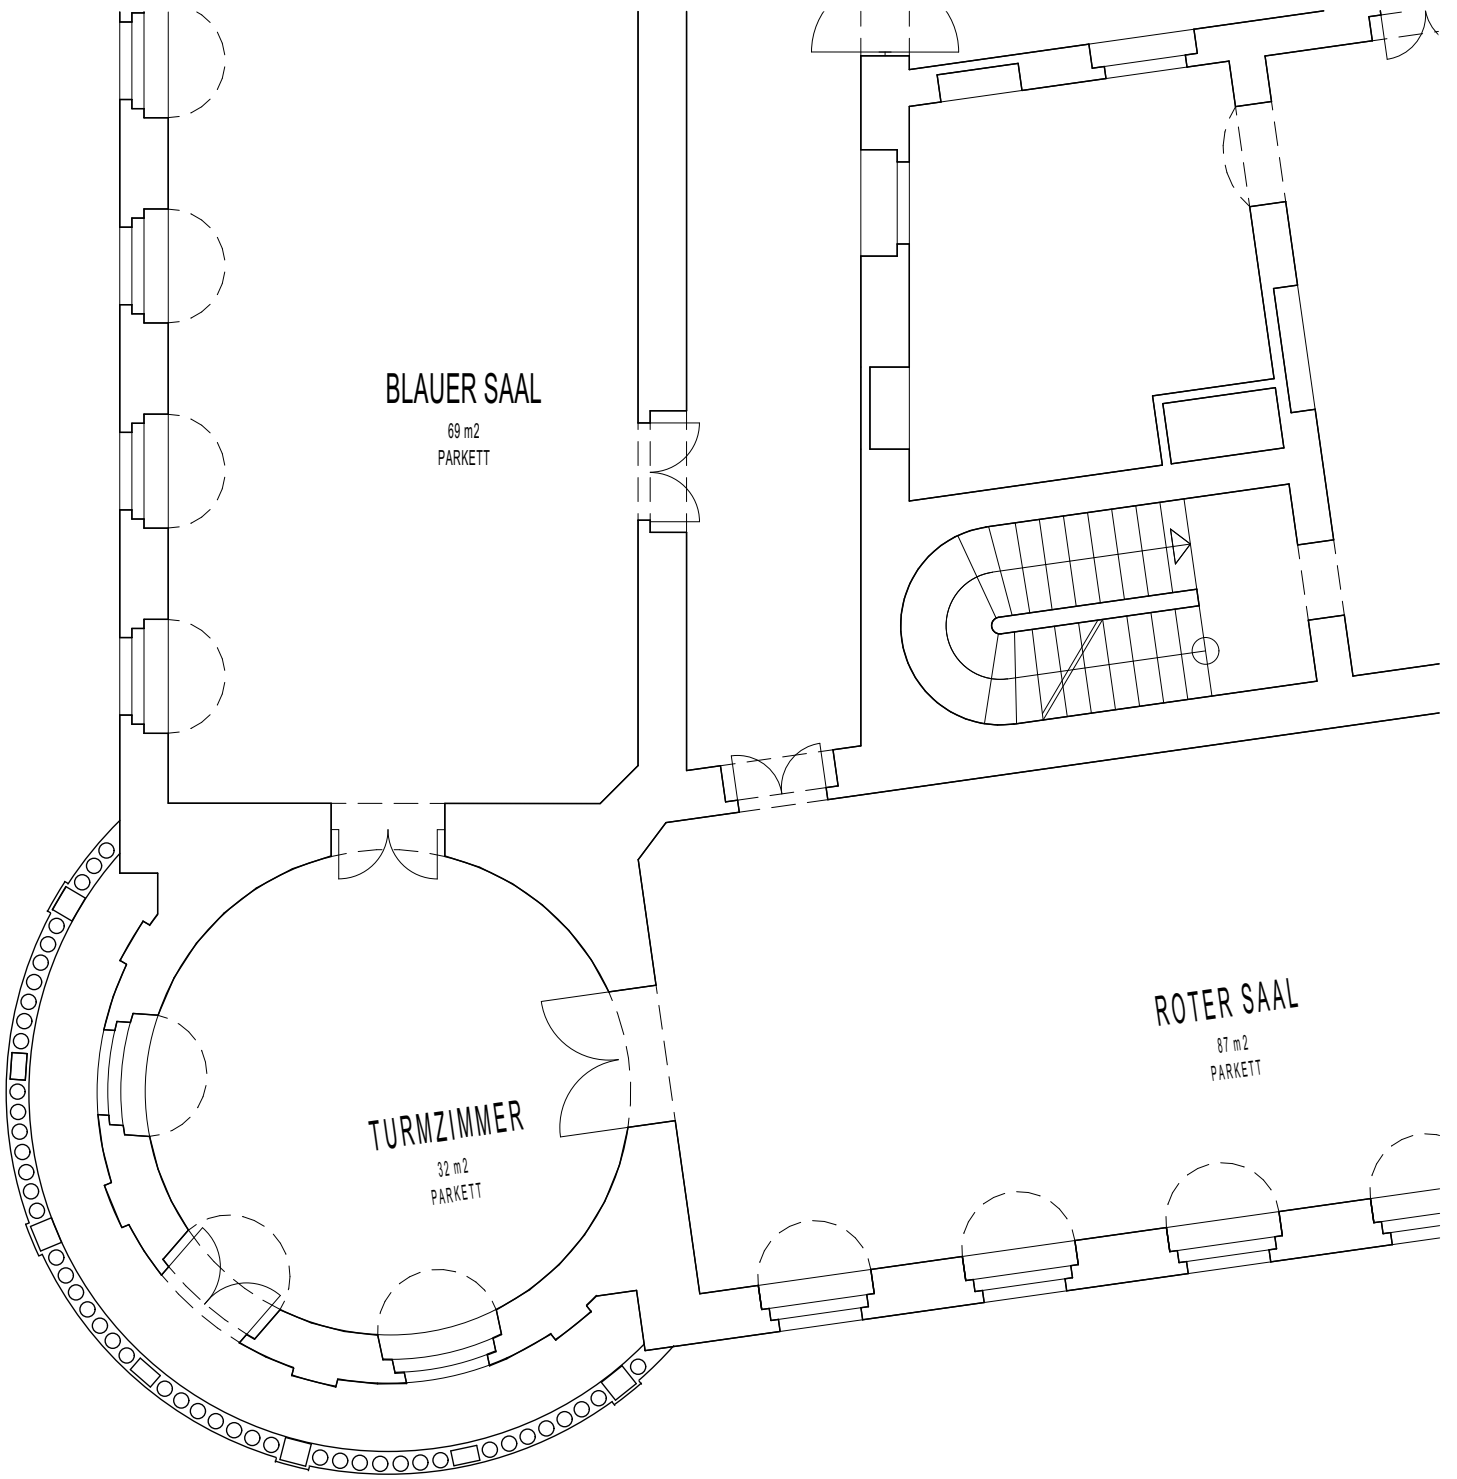 BLAUER SAAL
69 m2
PARKETT
ROTER SAAL
87 m2
PARKETT
TURMZIMMER
32 m2
PARKETT